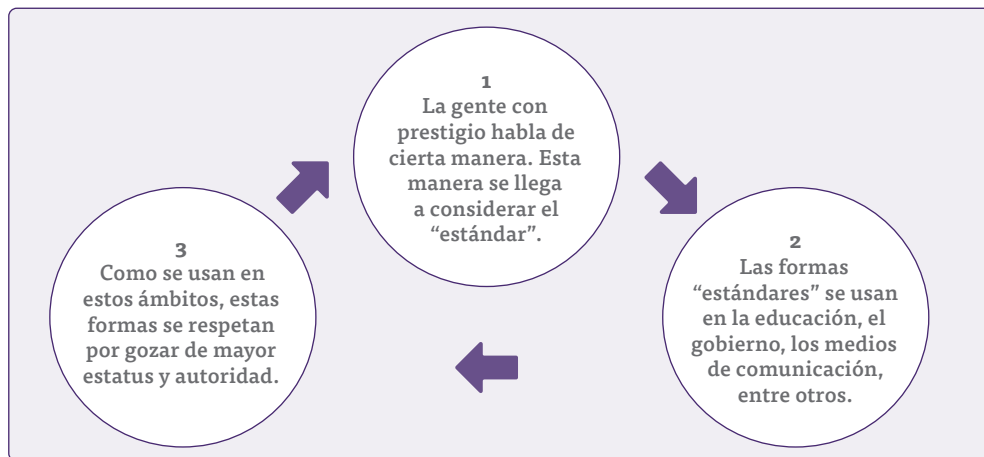 1
La gente con
prestigio habla de
cierta manera. Esta
manera se llega
a considerar el
“estándar”.
2
Las formas
“estándares” se usan
en la educación, el
gobierno, los medios
de comunicación,
entre otros.
3
Como se usan en
estos ámbitos, estas
formas se respetan
por gozar de mayor
estatus y autoridad.